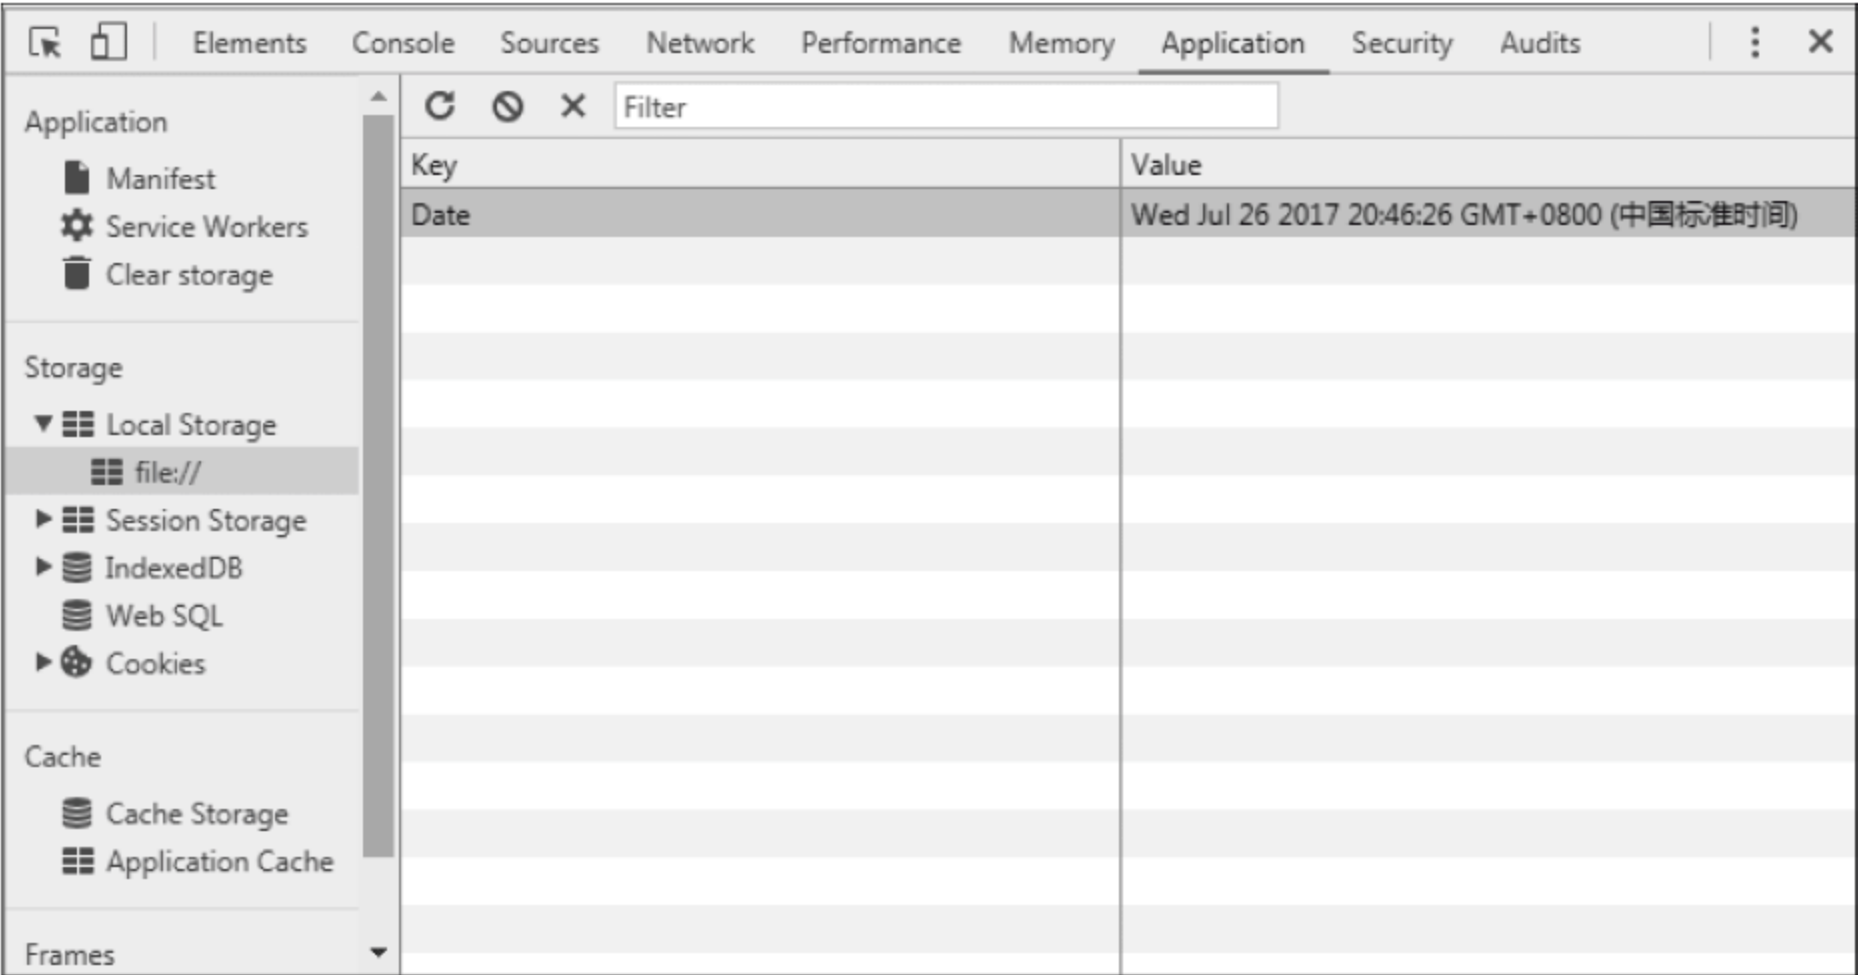 Elements Console Sources Network Performance Memory Application Security Audits
Application
Manifest
Service Workers
Clear storage
Storage
Local Storage
file://
Session Storage
IndexedDB
Web SQL
Cookies
Cache
Cache Storage
Application Cache
Frames
Filter
Key Value
Date Wed Jul 26 2017 20:46:26 GMT+0800 (中国标准时间)